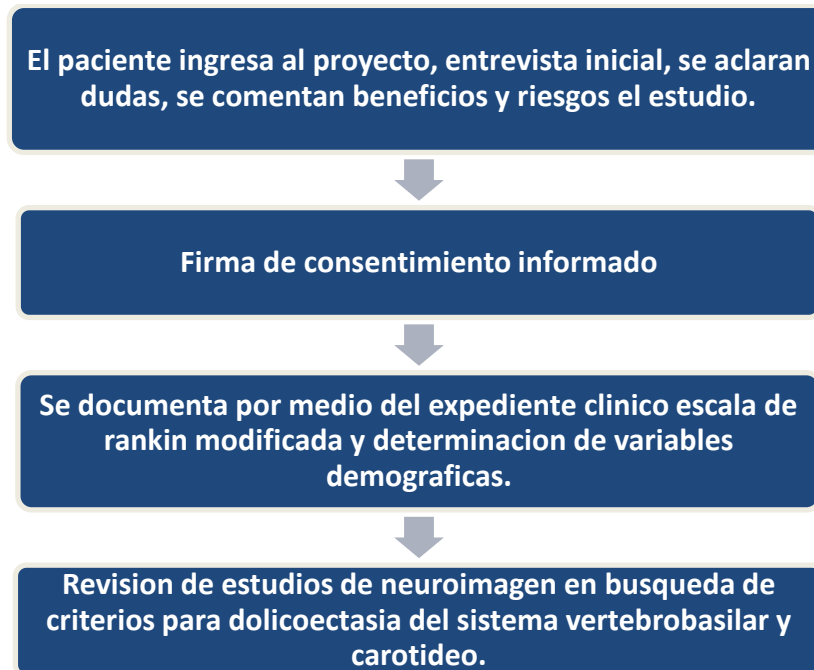 El paciente ingresa al proyecto, entrevista inicial, se aclaran
dudas, se comentan beneficios y riesgos el estudio.
Firma de consentimiento informado
Se documenta por medio del expediente clinico escala de
rankin modificada y determinacion de variables
demograficas.
Revision de estudios de neuroimagen en busqueda de
criterios para dolicoectasia del sistema vertebrobasilar y
carotideo.